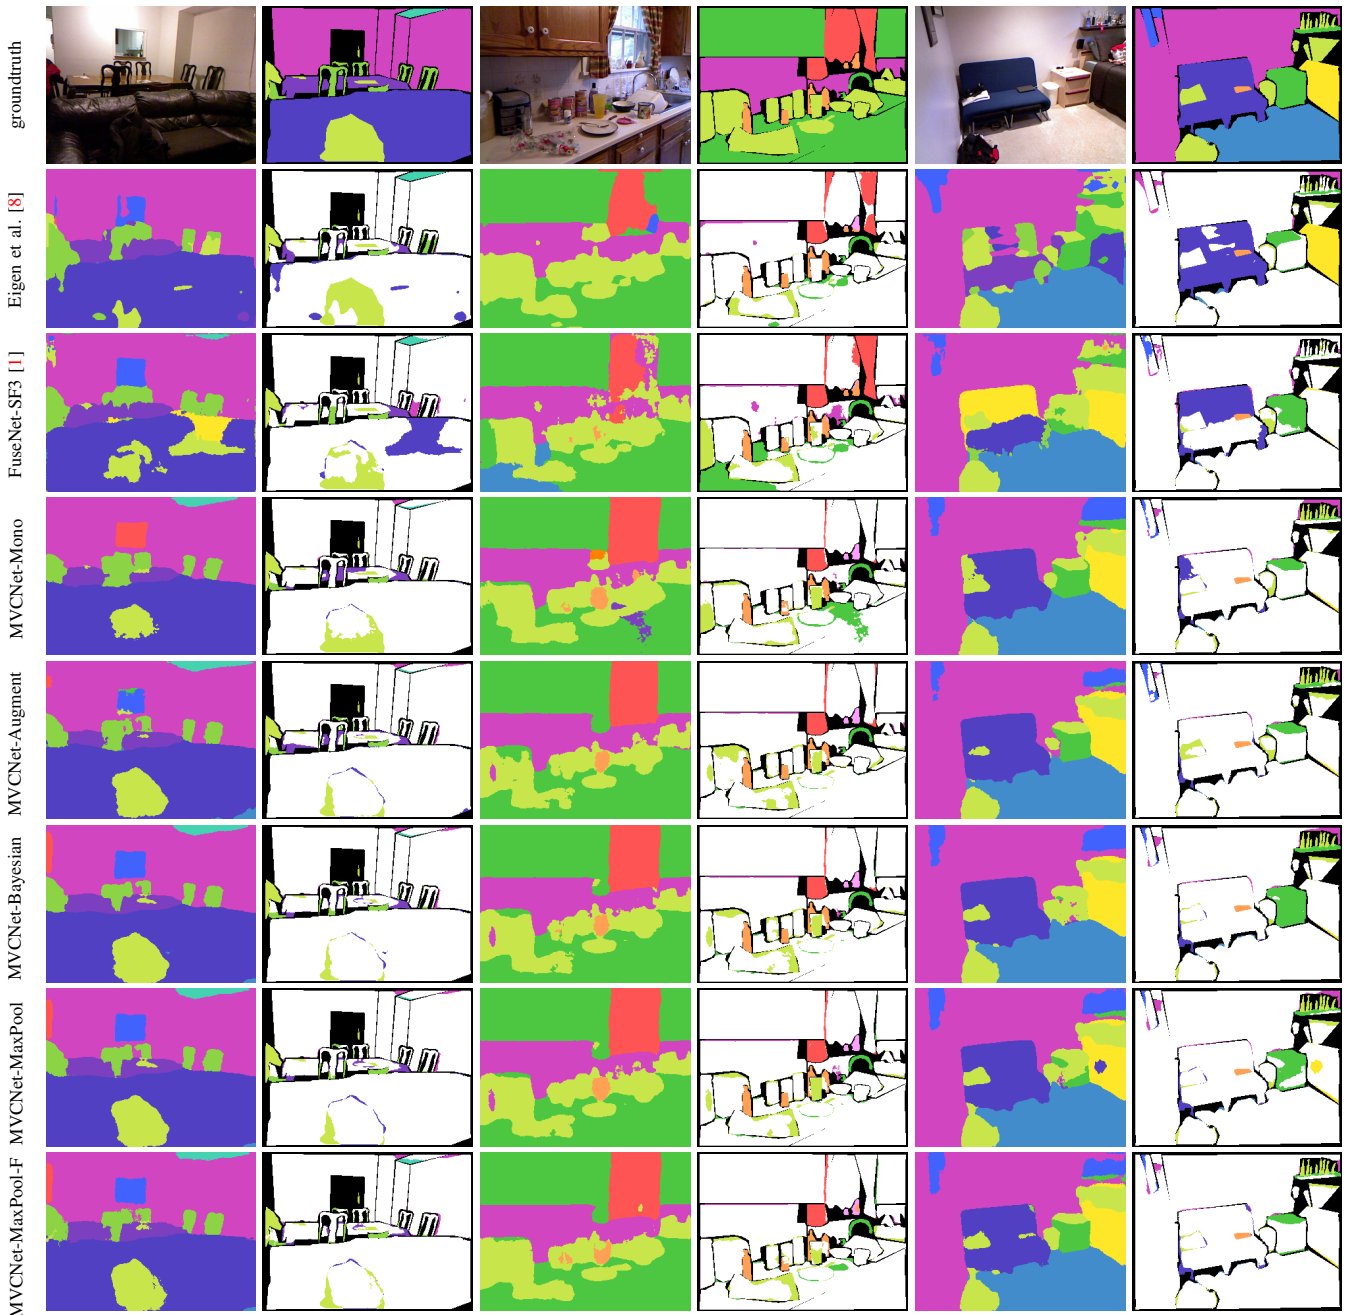 groundtruth
Eigen et al. [8]
FuseNet-SF3 [1]
MVCNet-Mono
MVCNet-Augment
MVCNet-Bayesian
MVCNet-MaxPool
MVCNet-MaxPool-F